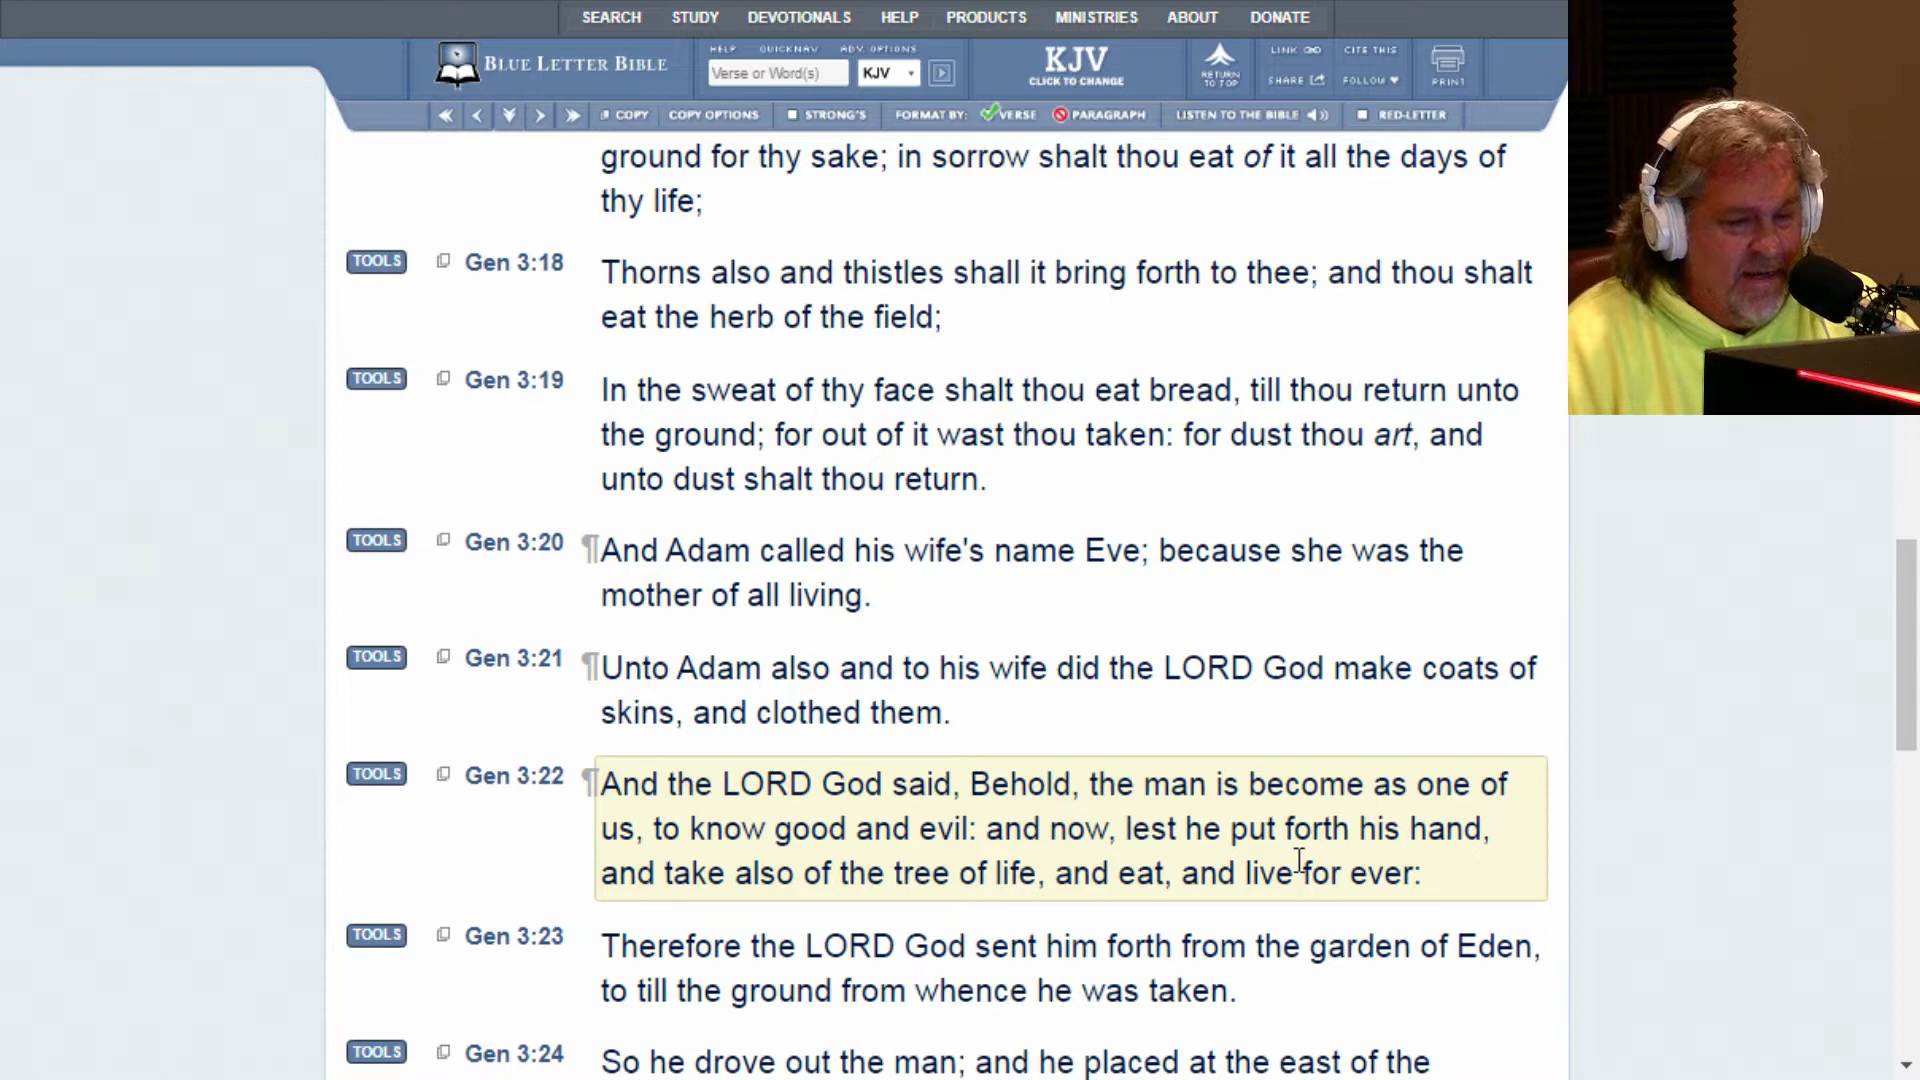 SEARCH STUDY DEVOTIONALS HELP PRODUCTS MINISTRIES ABOUT DONATE
BLUE LETTER BIBLE
HELP QUICKNAV ADV. OPTIONS
Verse or Word(s) KJV
KJV
CLICK TO CHANGE
RETURN
TO TOP
LINK CITE THIS
SHARE FOLLOW
PRINT
COPY COPY OPTIONS STRONG'S FORMAT BY: VERSE PARAGRAPH LISTEN TO THE BIBLE RED-LETTER
ground for thy sake; in sorrow shalt thou eat of it all the days of
thy life;
TOOLS Gen 3:18 Thorns also and thistles shall it bring forth to thee; and thou shalt
eat the herb of the field;
TOOLS Gen 3:19 In the sweat of thy face shalt thou eat bread, till thou return unto
the ground; for out of it wast thou taken: for dust thou art, and
unto dust shalt thou return.
TOOLS Gen 3:20 ¶And Adam called his wife's name Eve; because she was the
mother of all living.
TOOLS Gen 3:21 ¶Unto Adam also and to his wife did the LORD God make coats of
skins, and clothed them.
TOOLS Gen 3:22 ¶And the LORD God said, Behold, the man is become as one of
us, to know good and evil: and now, lest he put forth his hand,
and take also of the tree of life, and eat, and live for ever:
TOOLS Gen 3:23 Therefore the LORD God sent him forth from the garden of Eden,
to till the ground from whence he was taken.
TOOLS Gen 3:24 So he drove out the man; and he placed at the east of the